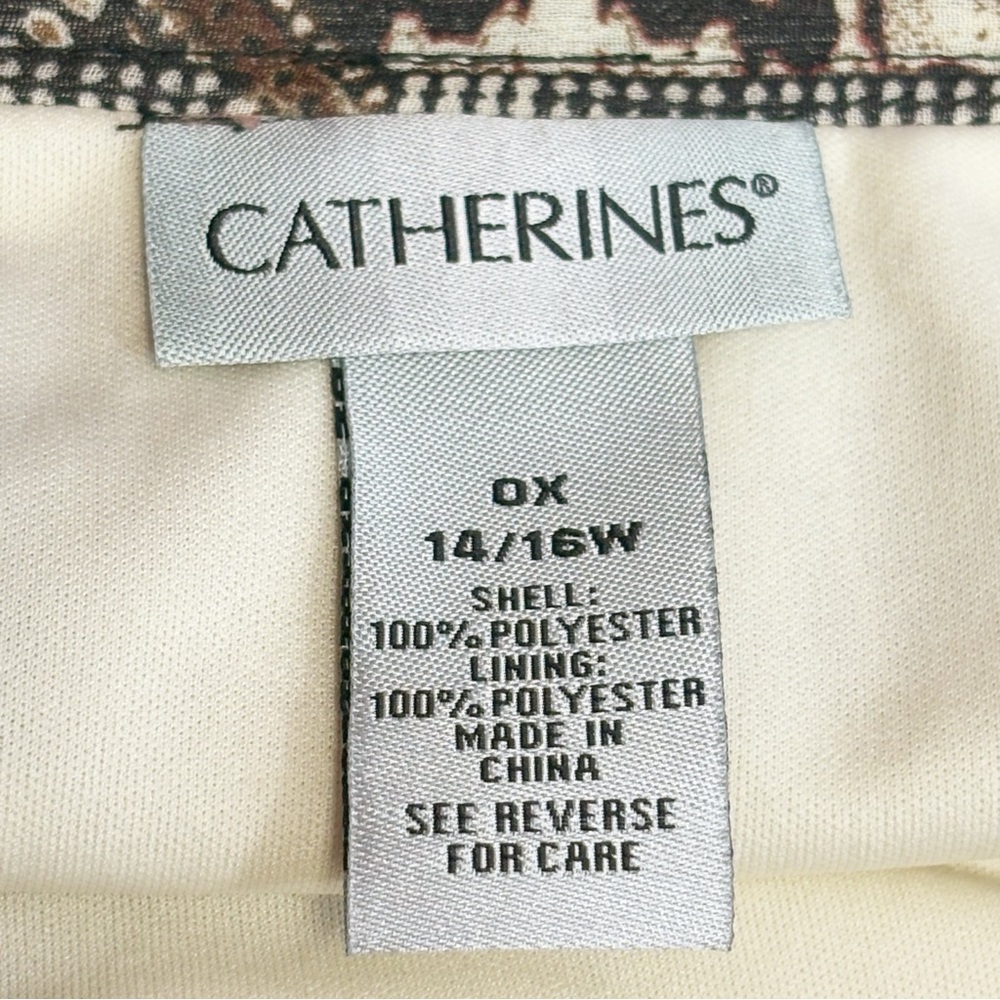 CATHERINES®
0X
14/16W
SHELL:
100% POLYESTER
LINING:
100% POLYESTER
MADE IN
CHINA
SEE REVERSE
FOR CARE